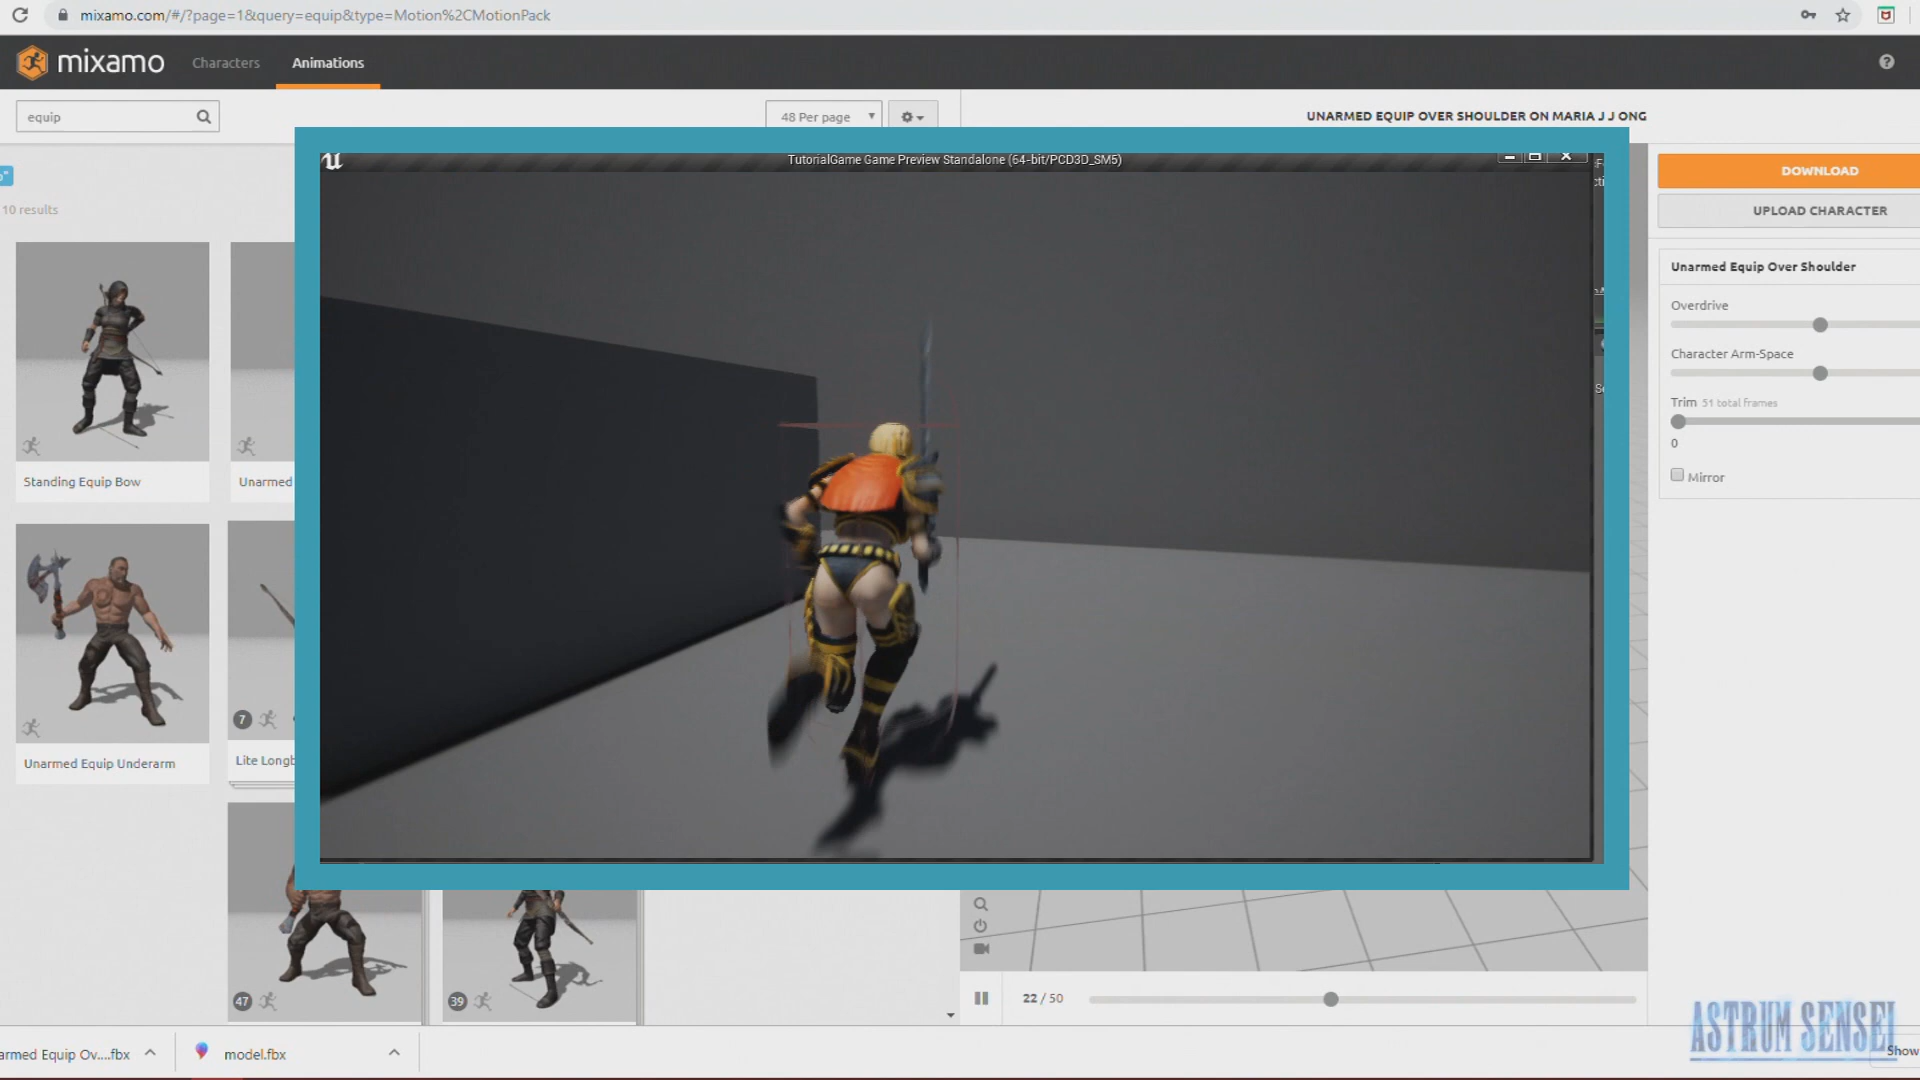 mixamo.com/#/?page=1&query=equip&type=Motion%2CMotionPack
mixamo
Characters
Animations
equip
48 Per page
UNARMED EQUIP OVER SHOULDER ON MARIA J J ONG
TutorialGame Game Preview Standalone (64-bit/PCD3D_SM5)
DOWNLOAD
UPLOAD CHARACTER
10 results
Unarmed Equip Over Shoulder
Overdrive
Character Arm-Space
Trim 51 total frames
0
Mirror
Standing Equip Bow
Unarmed
7
Unarmed Equip Underarm
Lite Longb
47
39
22 / 50
armed Equip Ov....fbx
model.fbx
ASTRUM SENSEI
Show